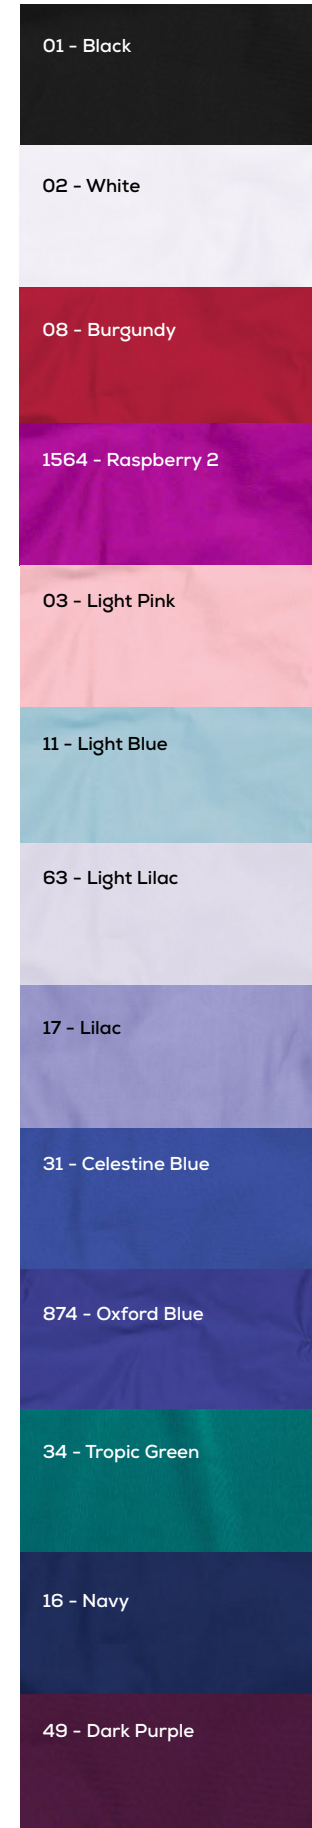 01 - Black
02 - White
08 - Burgundy
1564 - Raspberry 2
03 - Light Pink
11 - Light Blue
63 - Light Lilac
17 - Lilac
31 - Celestine Blue
874 - Oxford Blue
34 - Tropic Green
16 - Navy
49 - Dark Purple